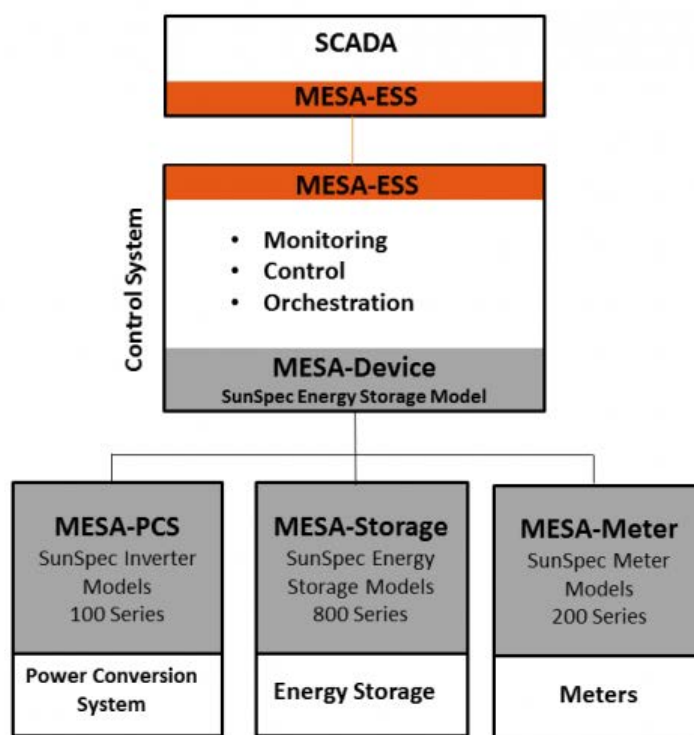 SCADA
MESA-ESS
MESA-ESS
Control System
• Monitoring
• Control
• Orchestration
MESA-Device
SunSpec Energy Storage Model
MESA-PCS
SunSpec Inverter
Models
100 Series
Power Conversion
System
MESA-Storage
SunSpec Energy
Storage Models
800 Series
Energy Storage
MESA-Meter
SunSpec Meter
Models
200 Series
Meters